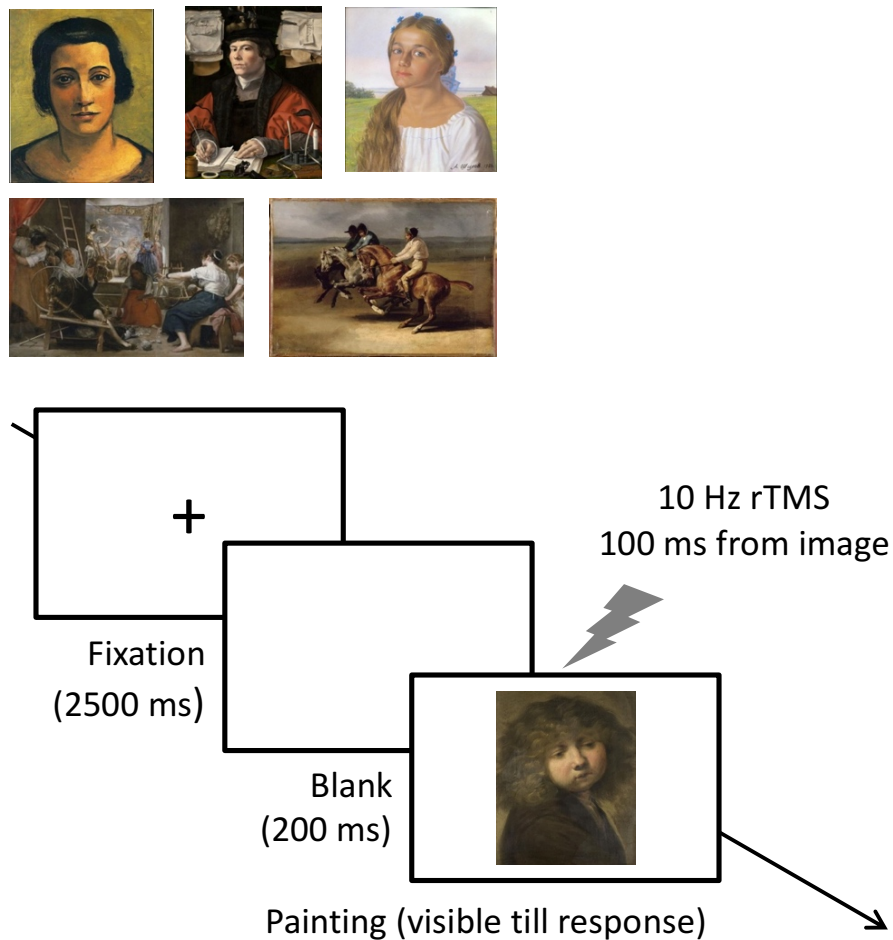 +
10 Hz rTMS
100 ms from image
Fixation
(2500 ms)
Blank
(200 ms)
Painting (visible till response)